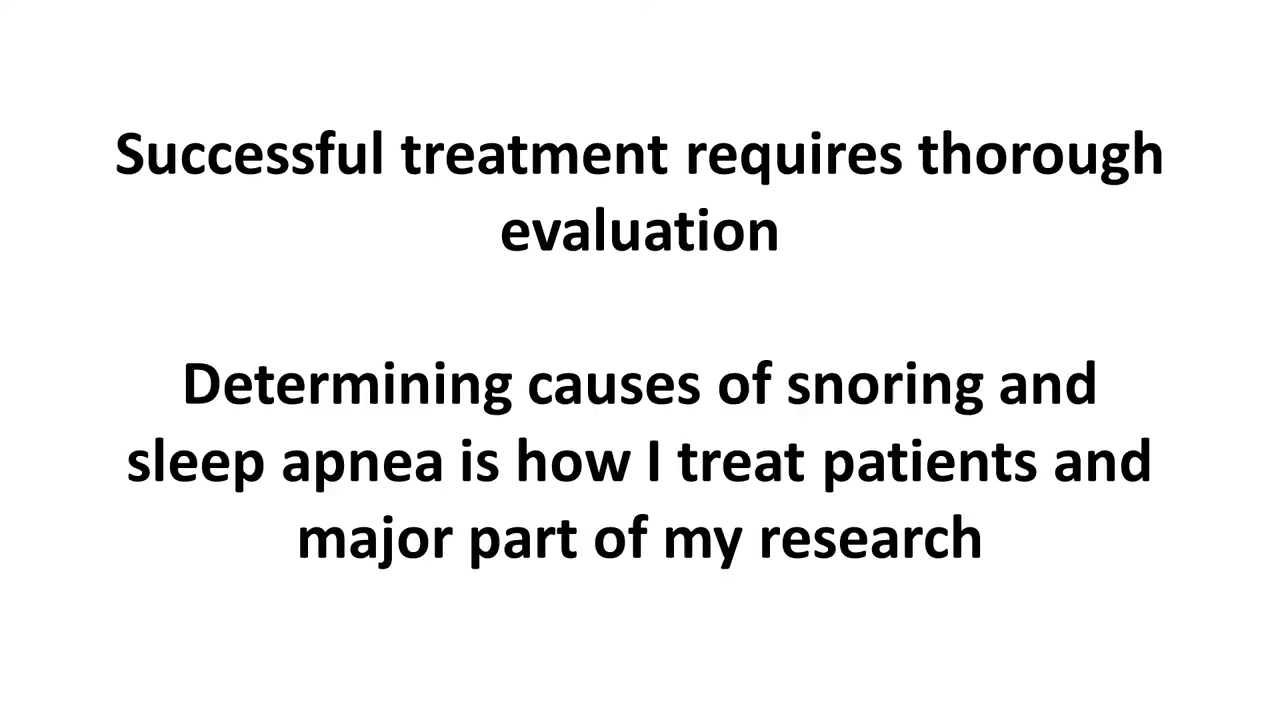 Successful treatment requires thorough
evaluation
Determining causes of snoring and
sleep apnea is how I treat patients and
major part of my research